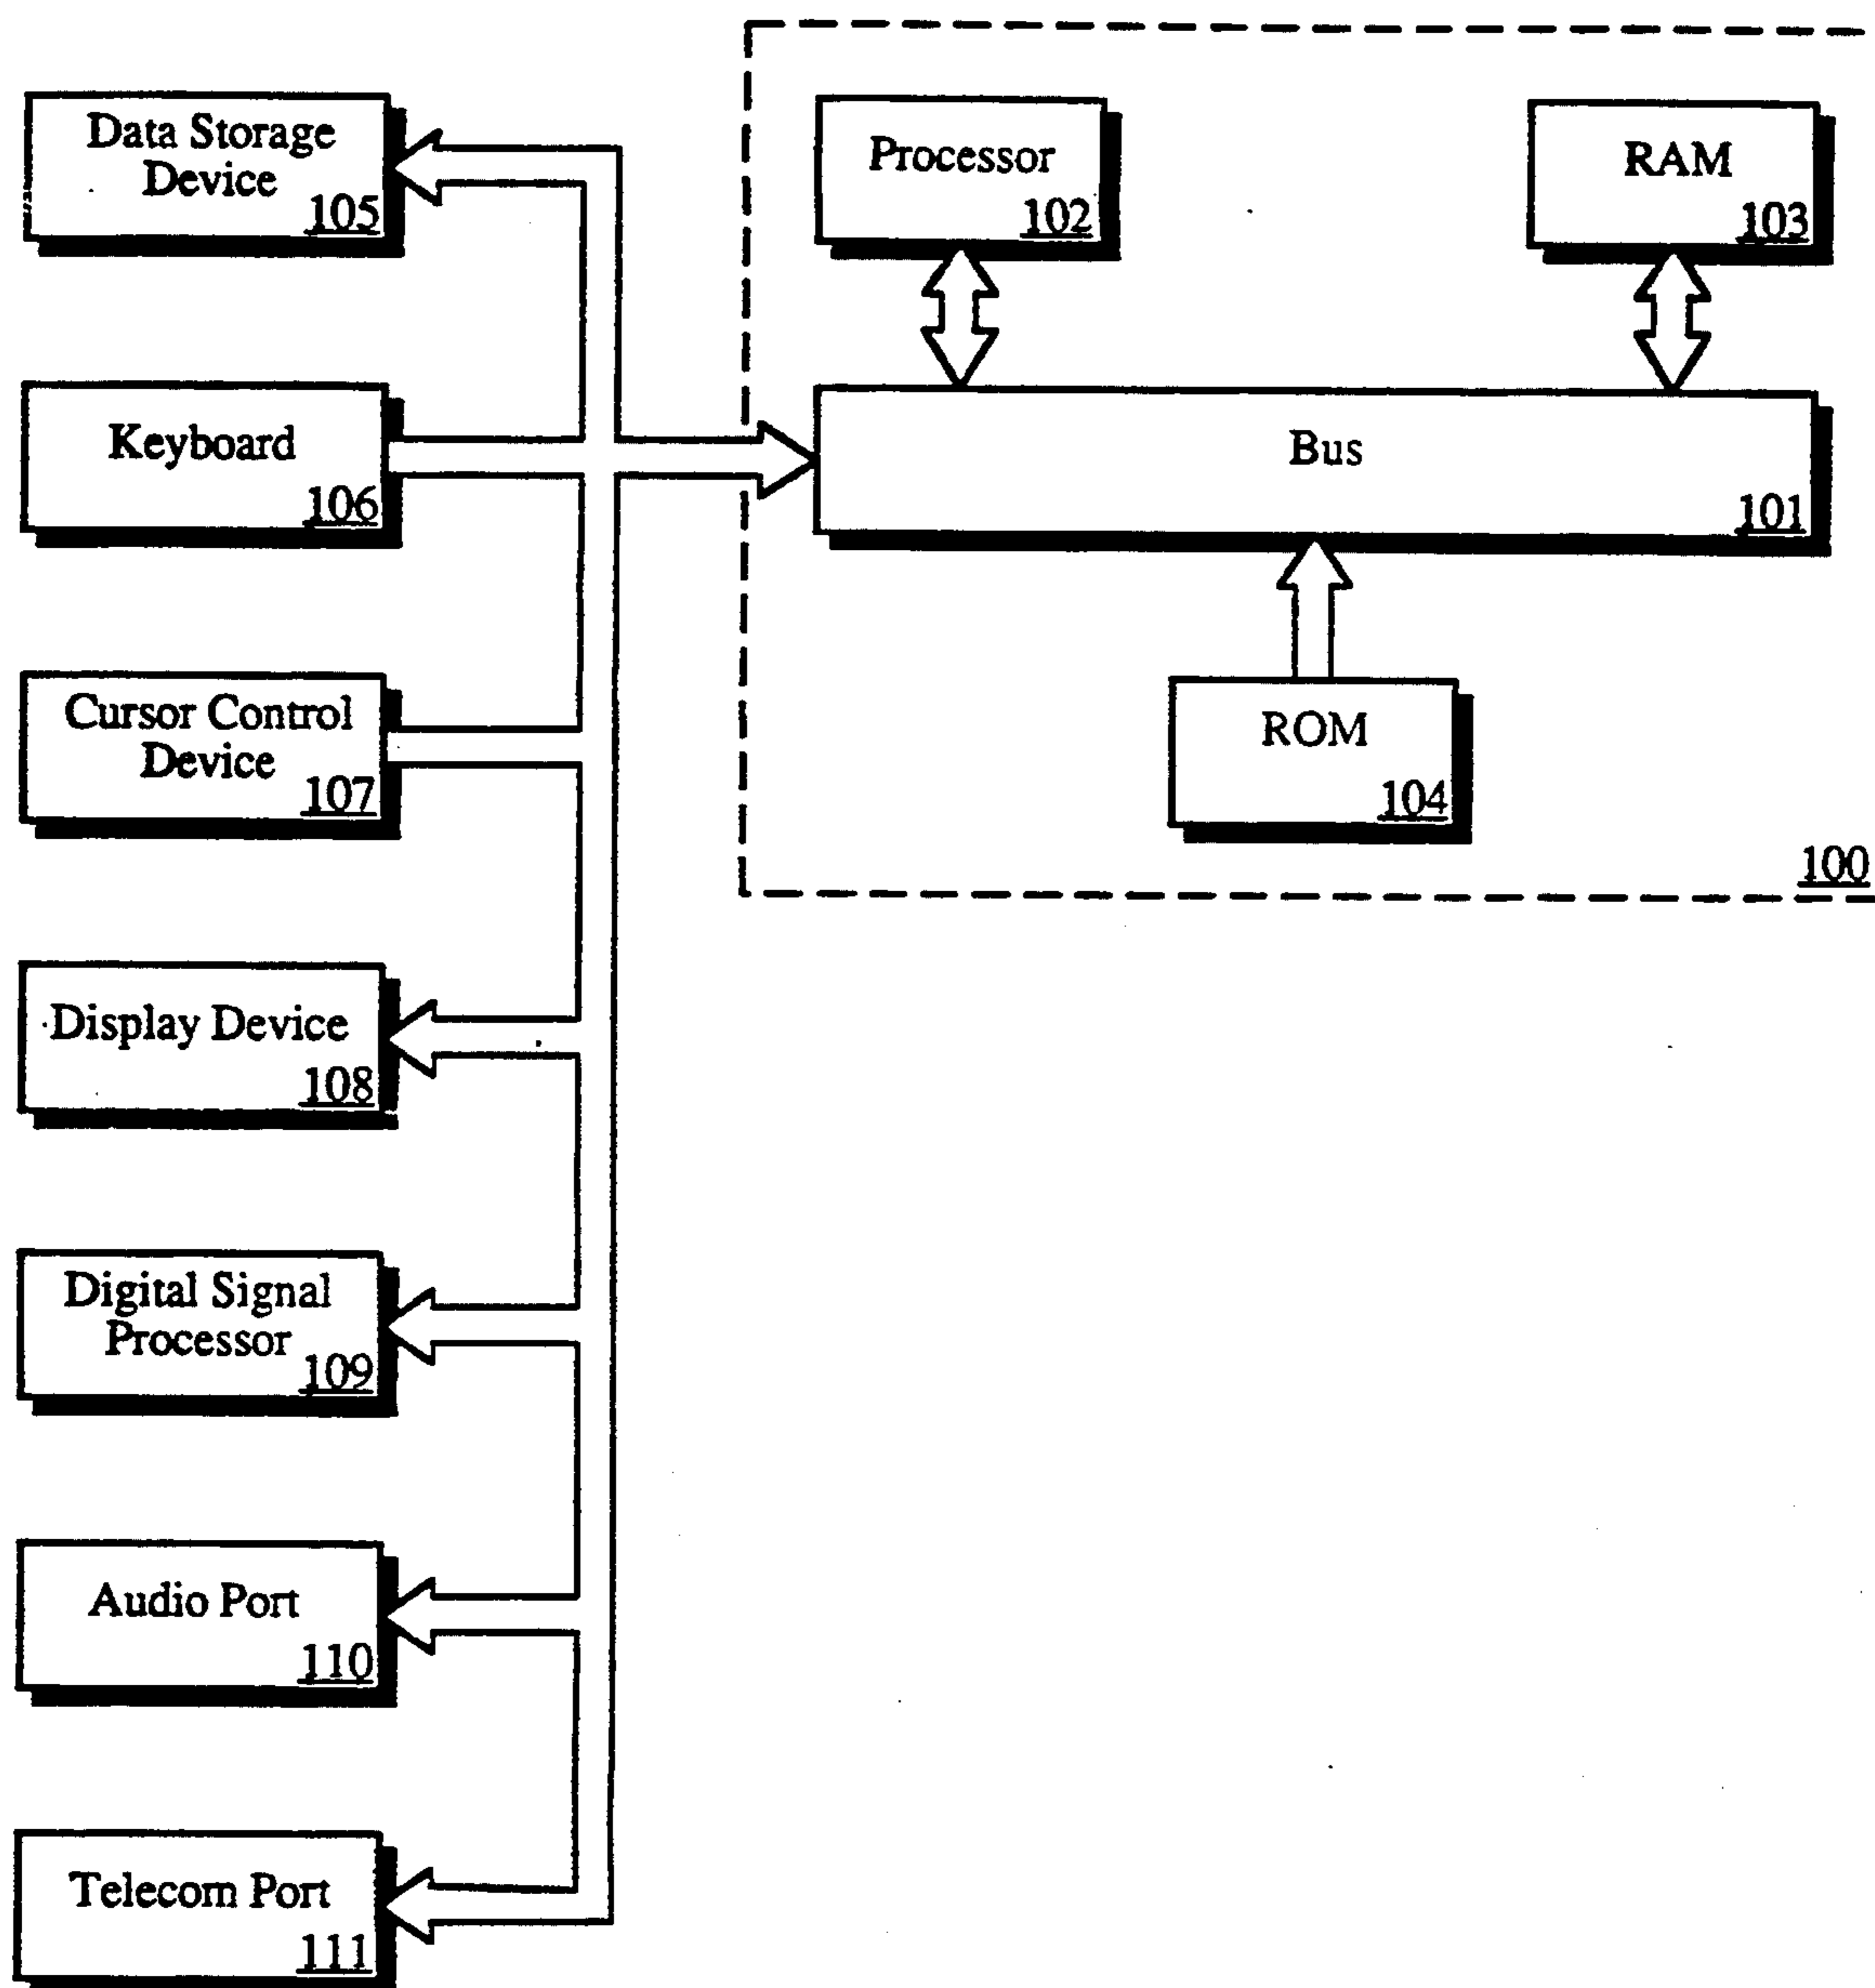 Data Storage
Device
105
Processor
102
RAM
103
Keyboard
106
Bus
101
Cursor Control
Device
107
ROM
104
100
Display Device
108
Digital Signal
Processor
109
Audio Port
110
Telecom Port
111